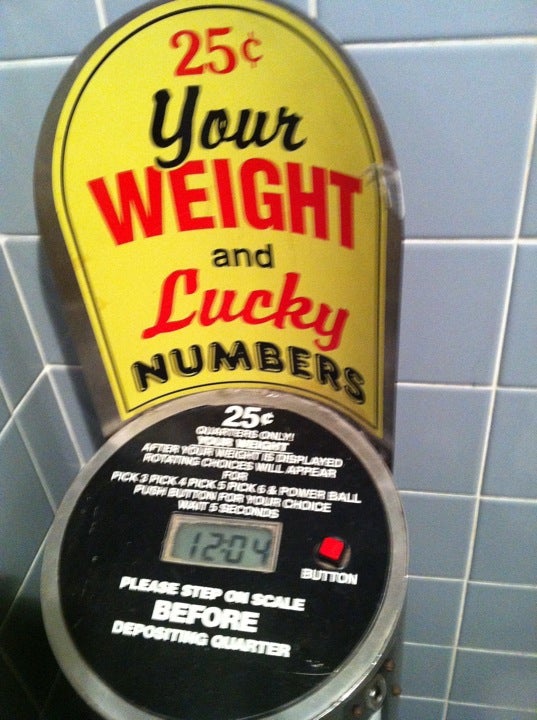 25¢
Your
WEIGHT
and
Lucky
NUMBERS
25¢
QUARTERS ONLY!
YOUR WEIGHT
AFTER YOUR WEIGHT IS DISPLAYED
ROTATING CHOICES WILL APPEAR
FOR
PICK 3 PICK 4 PICK 5 PICK 6 & POWER BALL
PUSH BUTTON FOR YOUR CHOICE
WAIT 5 SECONDS
12:04
BUTTON
PLEASE STEP ON SCALE
BEFORE
DEPOSITING QUARTER